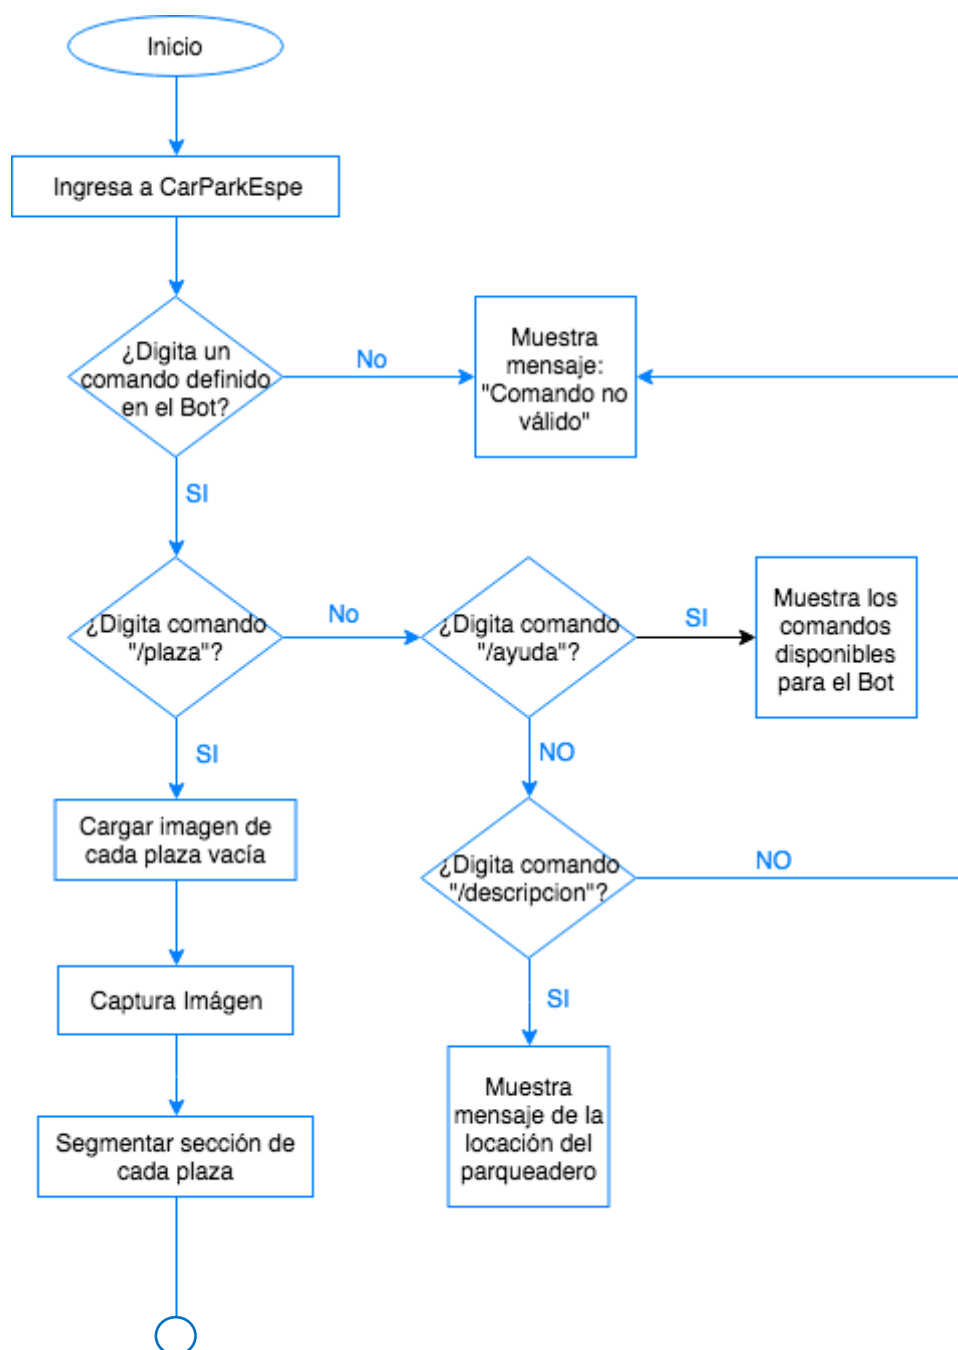 Inicio
Ingresa a CarParkEspe
¿Digita un
comando definido
en el Bot?
No
Muestra
mensaje:
"Comando no
válido"
SI
¿Digita comando
"/plaza"?
No
¿Digita comando
"/ayuda"?
SI
Muestra los
comandos
disponibles
para el Bot
SI
NO
Cargar imagen de
cada plaza vacía
¿Digita comando
"/descripcion"?
NO
Captura Imágen
SI
Muestra
mensaje de la
locación del
parqueadero
Segmentar sección de
cada plaza